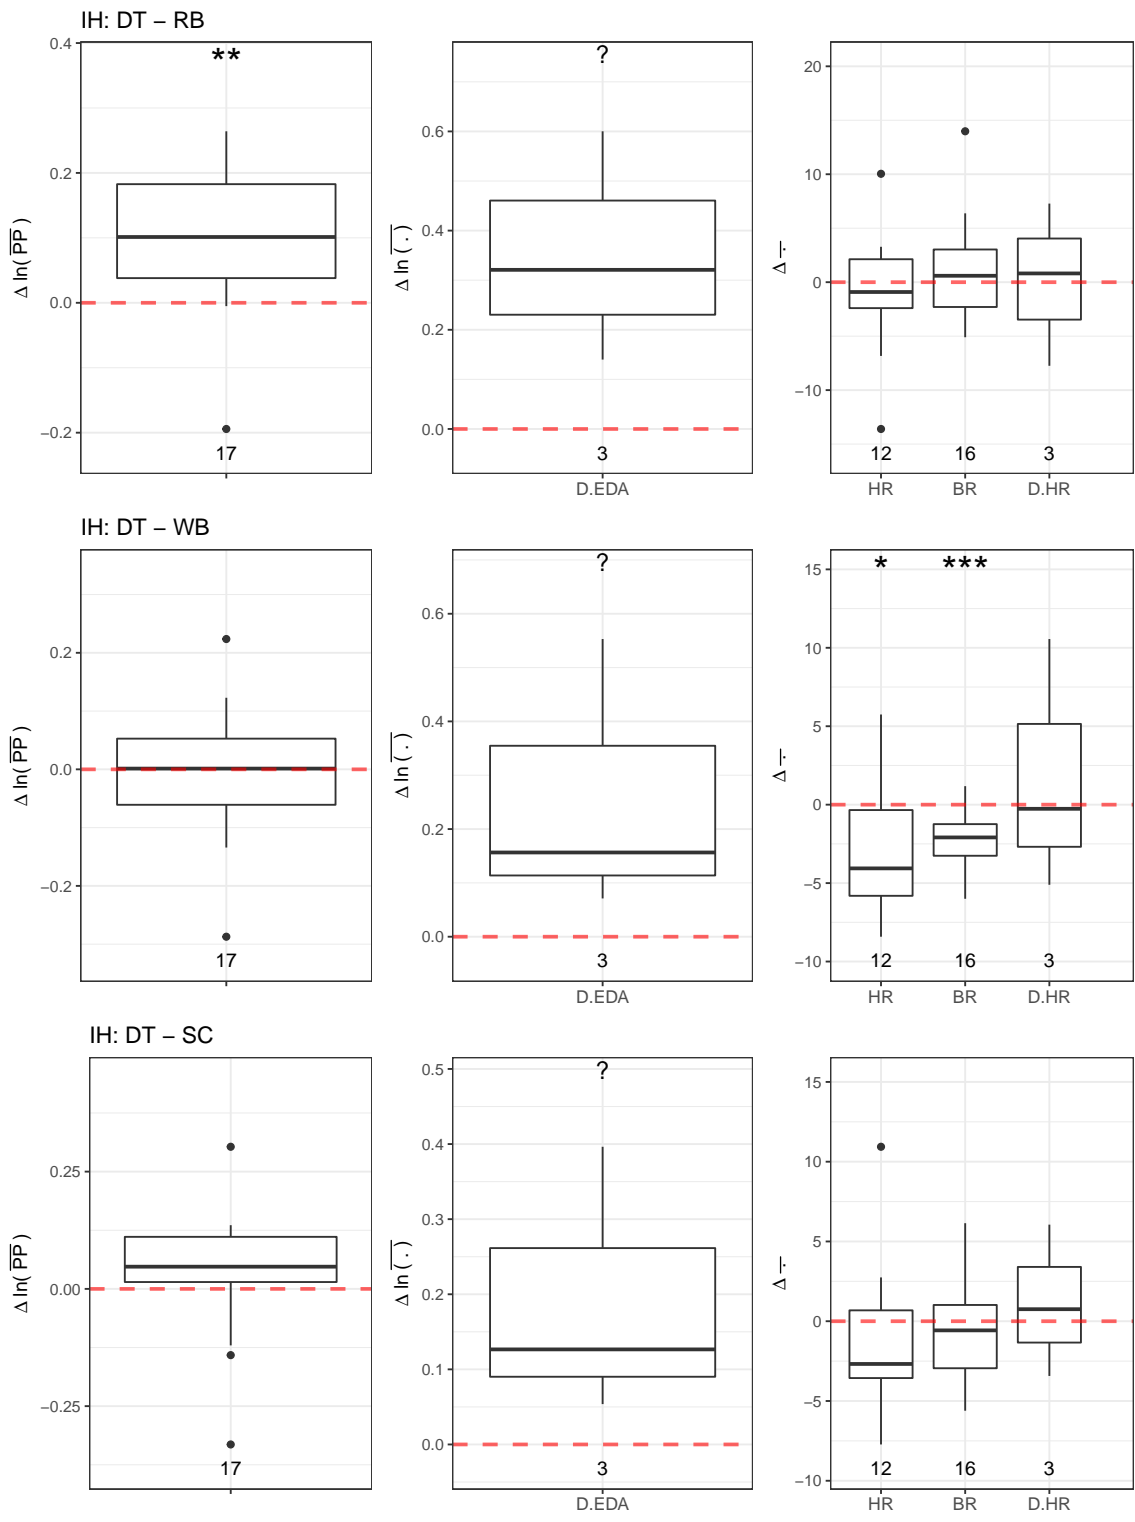 IH: DT – RB
Δ ln( PP )
0.4
0.2
0.0
−0.2
**
17
Δ ln ( . )
0.6
0.4
0.2
0.0
?
3
D.EDA
Δ .
20
10
0
−10
12 16 3
HR BR D.HR
IH: DT – WB
Δ ln( PP )
0.2
0.0
−0.2
17
Δ ln ( . )
0.6
0.4
0.2
0.0
?
3
D.EDA
Δ .
15
10
5
0
−5
−10
* ***
12 16 3
HR BR D.HR
IH: DT – SC
Δ ln( PP )
0.25
0.00
−0.25
17
Δ ln ( . )
0.5
0.4
0.3
0.2
0.1
0.0
?
3
D.EDA
Δ .
15
10
5
0
−5
−10
12 16 3
HR BR D.HR